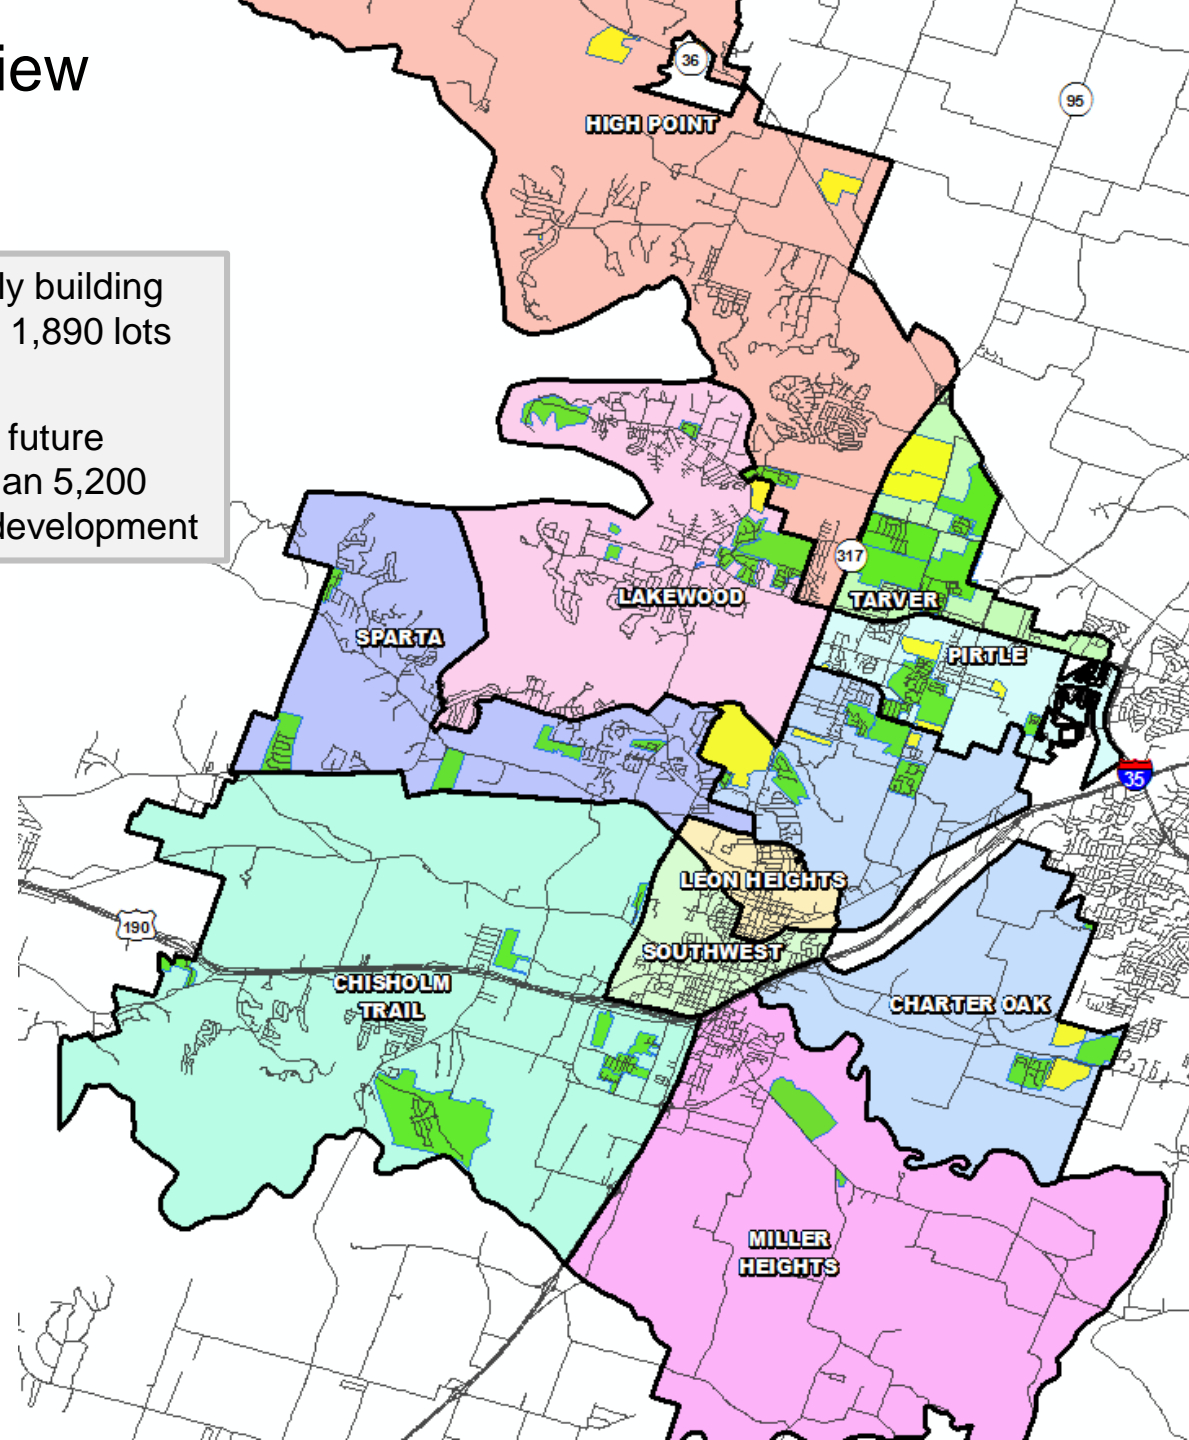 iew
36
95
HIGH POINT
ly building
1,890 lots
future
an 5,200
development
317
LAKEWOOD
TARVER
SPARTA
PIRTLE
35
LEON HEIGHTS
190
SOUTHWEST
CHISHOLM
TRAIL
CHARTER OAK
MILLER
HEIGHTS